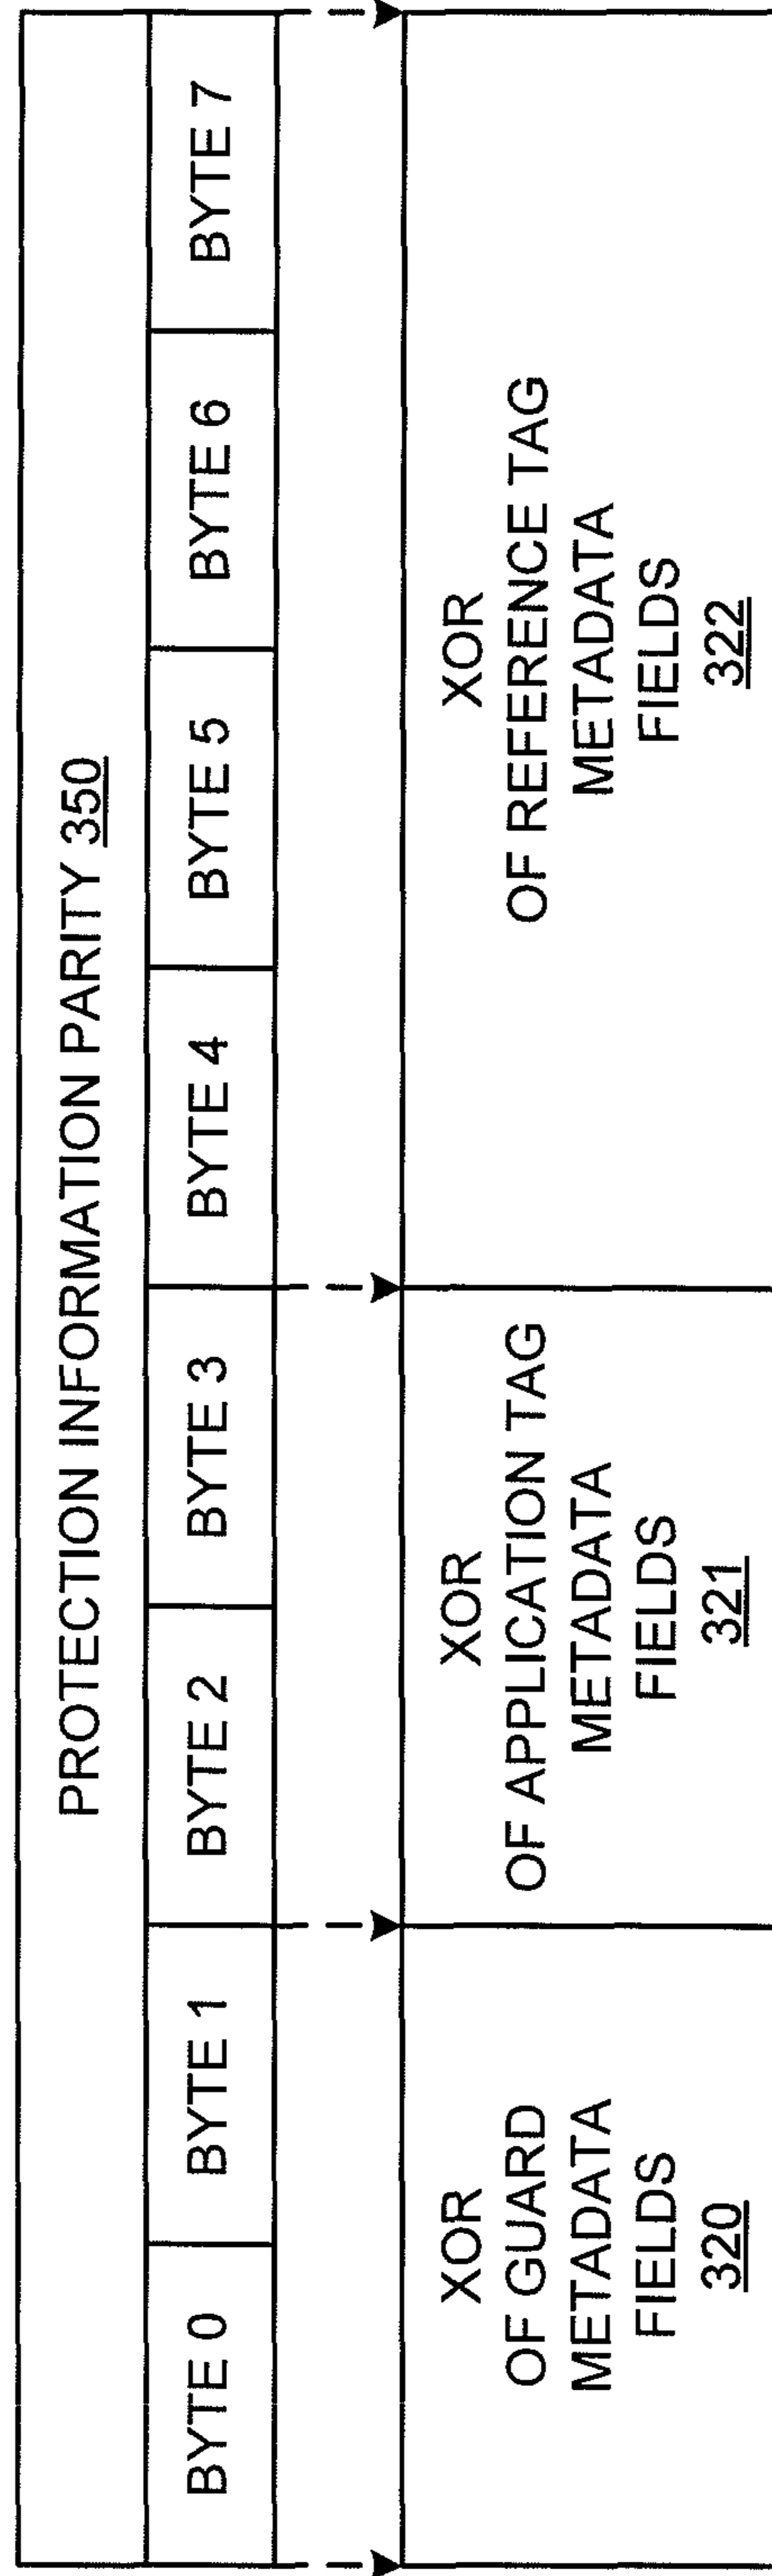 PROTECTION INFORMATION PARITY 350
BYTE 0
BYTE 1
BYTE 2
BYTE 3
BYTE 4
BYTE 5
BYTE 6
BYTE 7
XOR
OF GUARD
METADATA
FIELDS
320
XOR
OF APPLICATION TAG
METADATA
FIELDS
321
XOR
OF REFERENCE TAG
METADATA
FIELDS
322